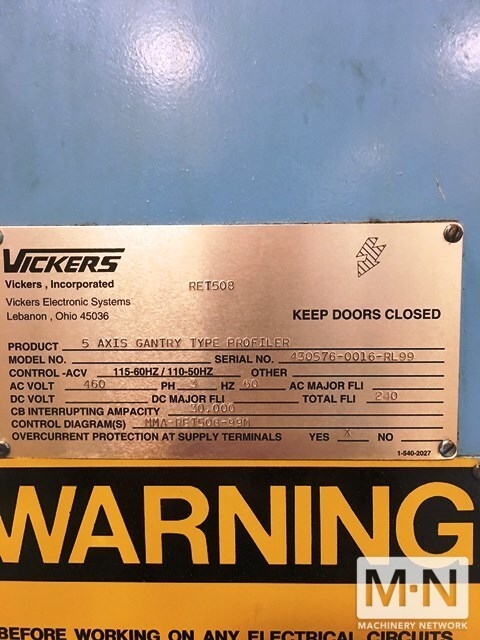 VICKERS
Vickers , Incorporated
RET508
Vickers Electronic Systems
Lebanon , Ohio 45036
KEEP DOORS CLOSED
PRODUCT 5 AXIS GANTRY TYPE PROFILER
MODEL NO. SERIAL NO. 430576-0016-RL99
CONTROL -ACV 115-60HZ / 110-50HZ OTHER
AC VOLT 460 PH 3 HZ 60 AC MAJOR FLI
DC VOLT DC MAJOR FLI TOTAL FLI 240
CB INTERRUPTING AMPACITY 30,000
CONTROL DIAGRAM(S) MMA-RET508-99M
OVERCURRENT PROTECTION AT SUPPLY TERMINALS YES X NO
1-540-2027
WARNING
M·N
MACHINERY NETWORK
BEFORE WORKING ON ANY ELECTRICAL CIRCUITS